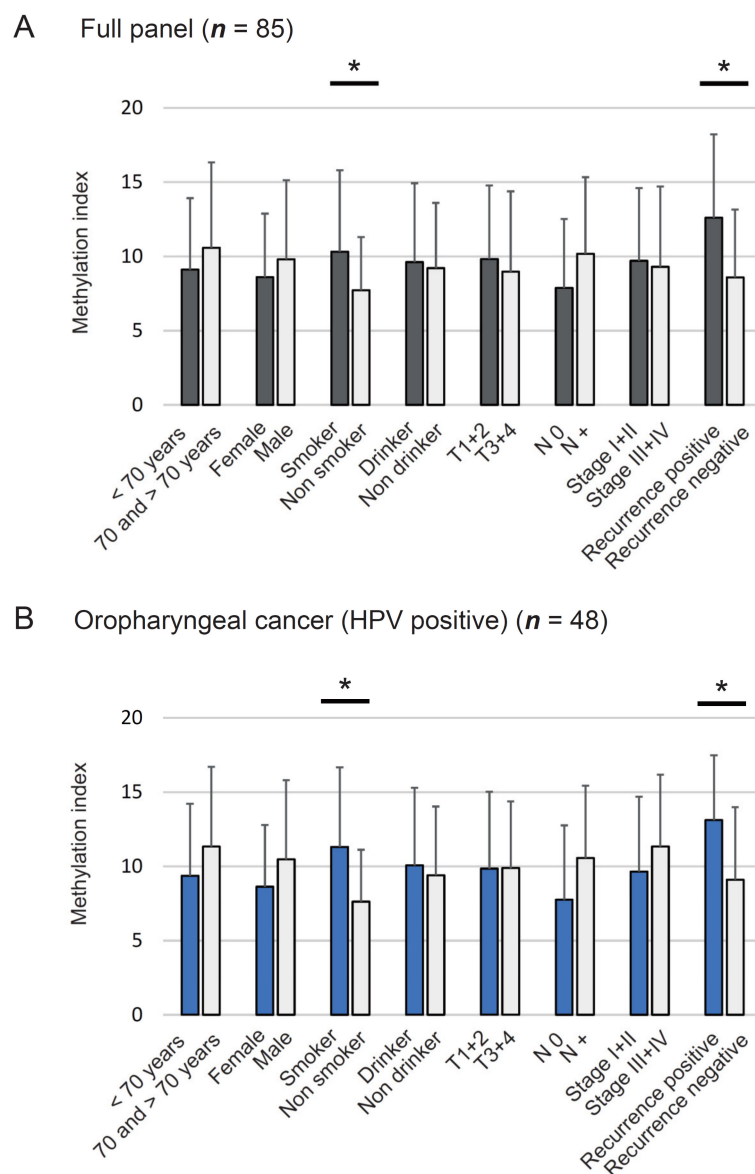 A Full panel (n = 85)
*
*
20
15
10
5
0
Methylation index
< 70 years
70 and > 70 years
Female
Male
Smoker
Non smoker
Drinker
Non drinker
T1+2
T3+4
N 0
N +
Stage I+II
Stage III+IV
Recurrence positive
Recurrence negative
B Oropharyngeal cancer (HPV positive) (n = 48)
*
*
20
15
10
5
0
Methylation index
< 70 years
70 and > 70 years
Female
Male
Smoker
Non smoker
Drinker
Non drinker
T1+2
T3+4
N 0
N +
Stage I+II
Stage III+IV
Recurrence positive
Recurrence negative